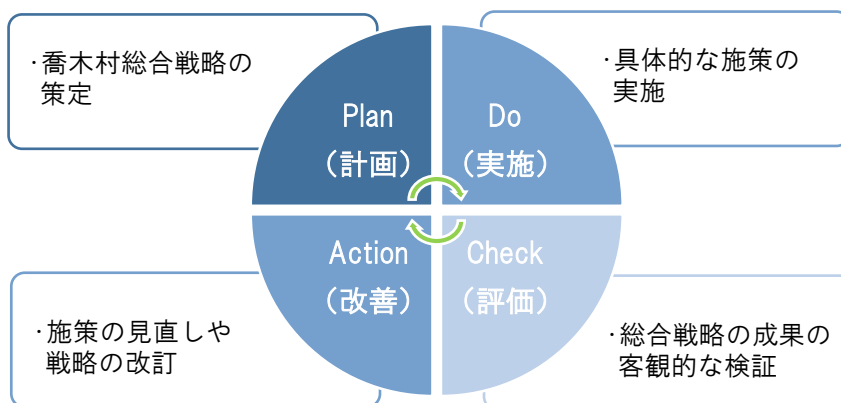 ・喬木村総合戦略の
策定
Plan
（計画）
Do
（実施）
・具体的な施策の
実施
・施策の見直しや
戦略の改訂
Action
（改善）
Check
（評価）
・総合戦略の成果の
客観的な検証